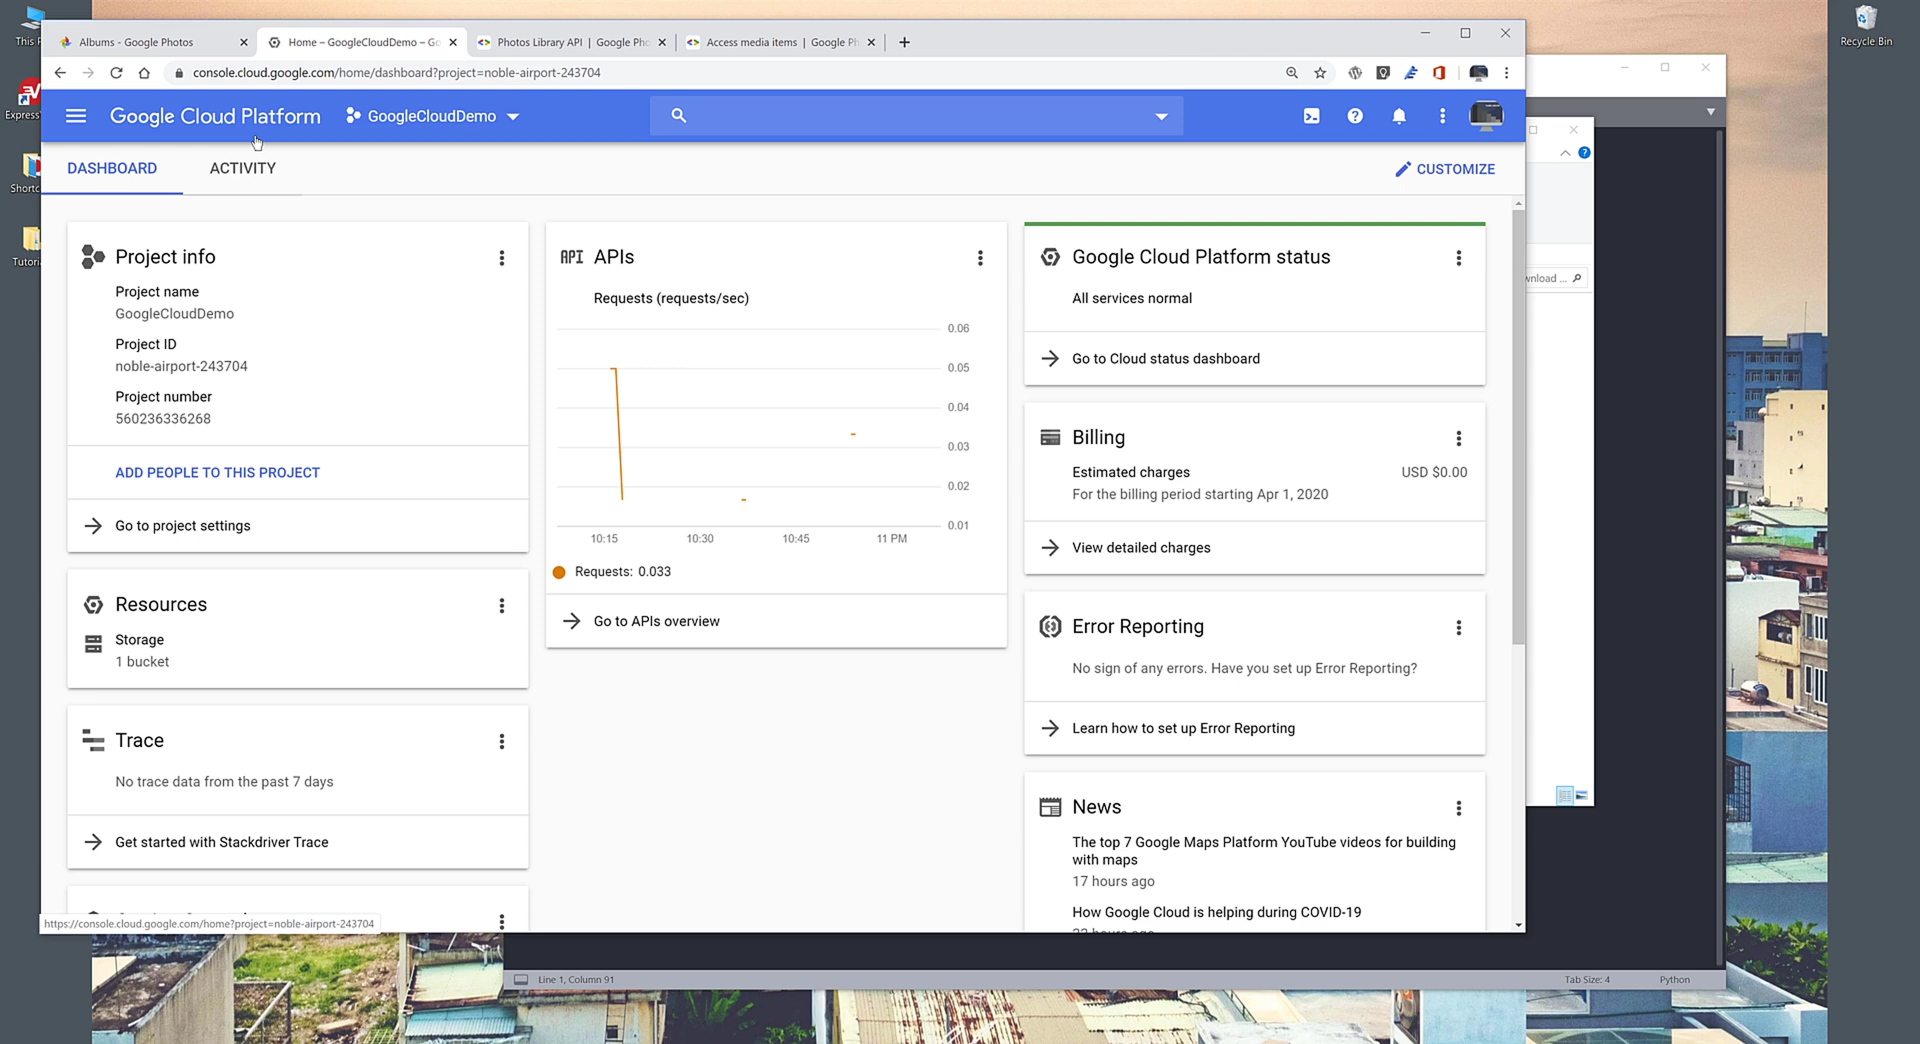 This P
Express
Shortc
Tutoria
Recycle Bin
Albums - Google Photos
Home – GoogleCloudDemo – Go
Photos Library API | Google Pho
Access media items | Google Ph
console.cloud.google.com/home/dashboard?project=noble-airport-243704
Google Cloud Platform
GoogleCloudDemo
DASHBOARD
ACTIVITY
CUSTOMIZE
Project info
Project name
GoogleCloudDemo
Project ID
noble-airport-243704
Project number
560236336268
ADD PEOPLE TO THIS PROJECT
Go to project settings
Resources
Storage
1 bucket
Trace
No trace data from the past 7 days
Get started with Stackdriver Trace
https://console.cloud.google.com/home?project=noble-airport-243704
API APIs
Requests (requests/sec)
0.06
0.05
0.04
0.03
0.02
0.01
10:15 10:30 10:45 11 PM
Requests: 0.033
Go to APIs overview
Google Cloud Platform status
All services normal
Go to Cloud status dashboard
Billing
Estimated charges USD $0.00
For the billing period starting Apr 1, 2020
View detailed charges
Error Reporting
No sign of any errors. Have you set up Error Reporting?
Learn how to set up Error Reporting
News
The top 7 Google Maps Platform YouTube videos for building
with maps
17 hours ago
How Google Cloud is helping during COVID-19
wnload ...
Line 1, Column 91
Tab Size: 4
Python